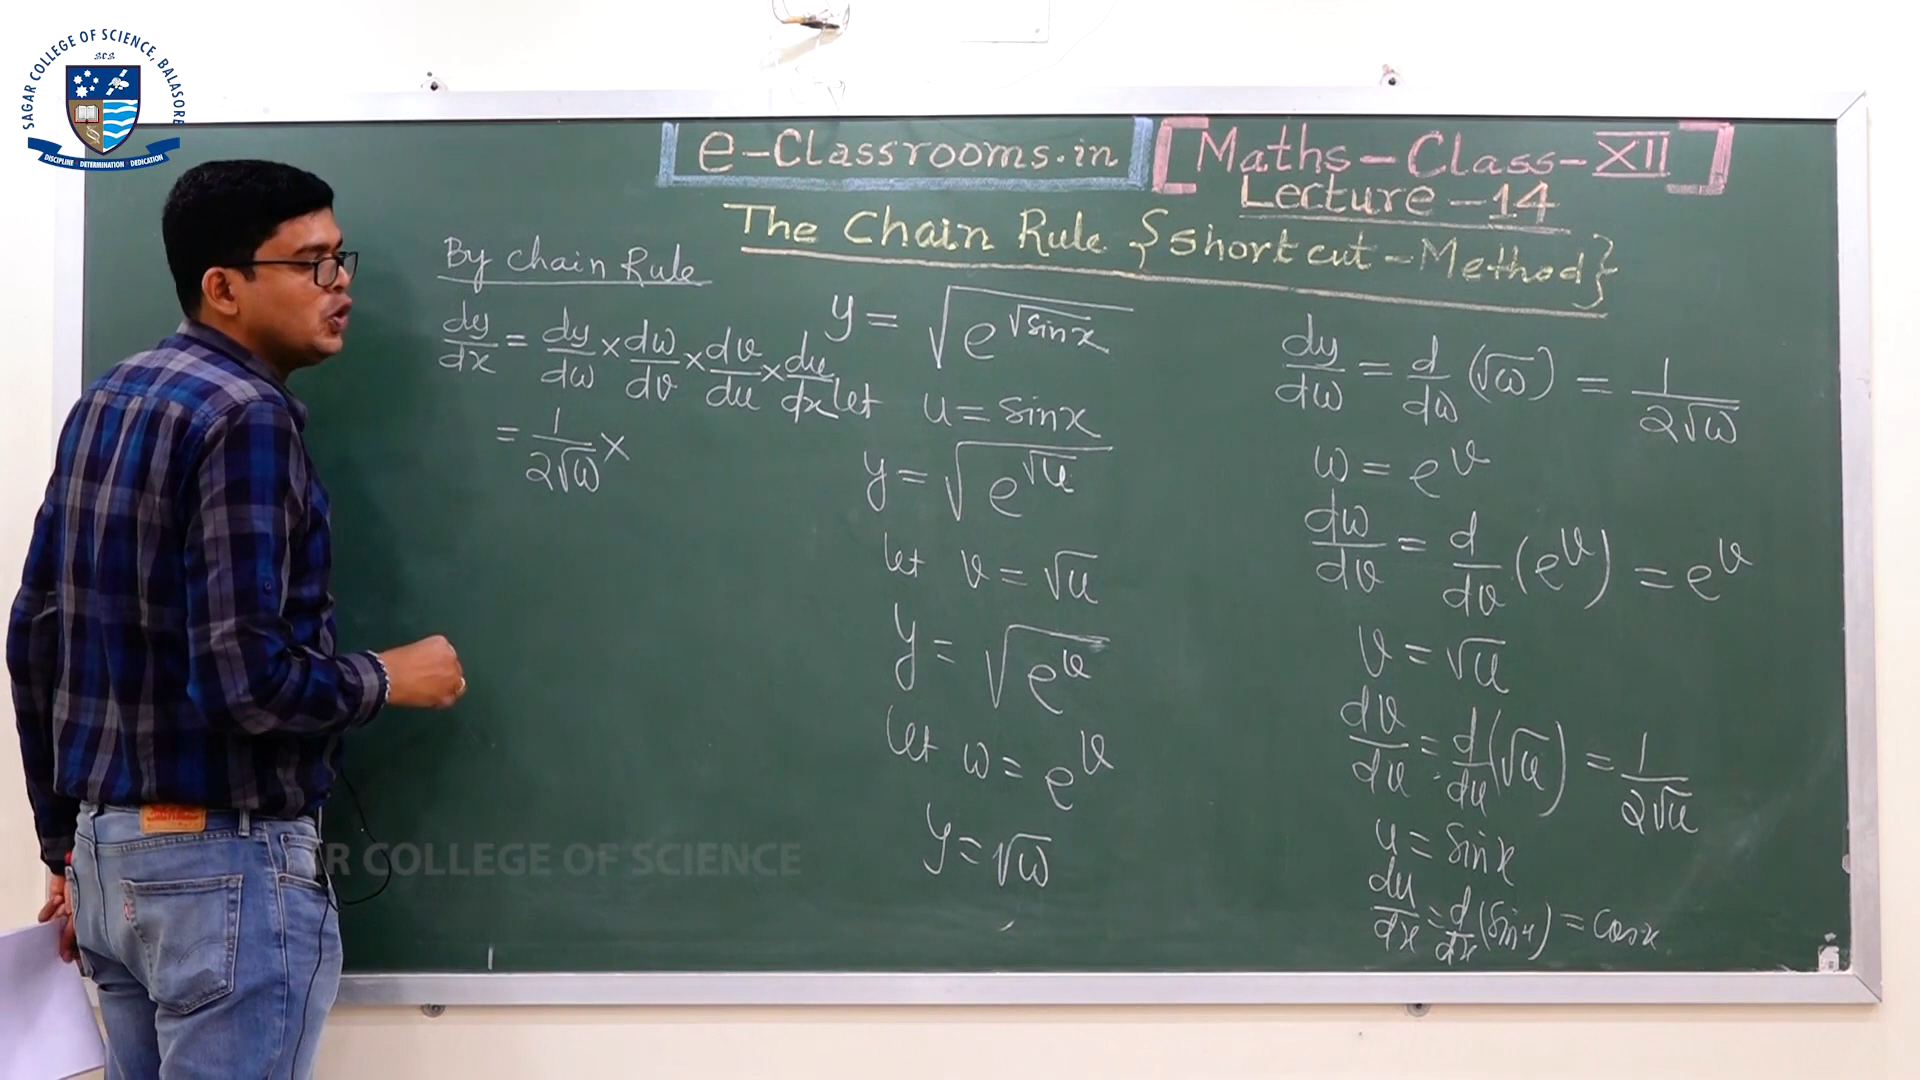 SAGAR COLLEGE OF SCIENCE, BALASORE
SCS
DISCIPLINE DETERMINATION DEDICATION
e-Classrooms.in
Maths-Class-XII
Lecture-14
The Chain Rule {Short cut-Method}
By chain Rule
dy/dx = dy/dω × dω/dv × dv/du × du/dx
= 1/2√ω ×
y = √e^√sinx
let u = sinx
y = √e^√u
let v = √u
y = √e^v
let ω = e^v
y = √ω
dy/dω = d/dω (√ω) = 1/2√ω
ω = e^v
dω/dv = d/dv (e^v) = e^v
v = √u
dv/du = d/du (√u) = 1/2√u
u = sinx
du/dx = d/dx (sinx) = cosx
SAGAR COLLEGE OF SCIENCE